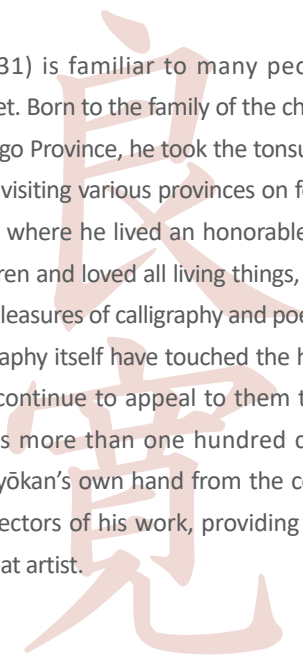 31) is familiar to many peo
et. Born to the family of the ch
go Province, he took the tonsu
visiting various provinces on f
where he lived an honorable
ren and loved all living things,
leasures of calligraphy and poe
aphy itself have touched the h
continue to appeal to them t
s more than one hundred
yōkan’s own hand from the c
ectors of his work, providing
at artist.
良寛